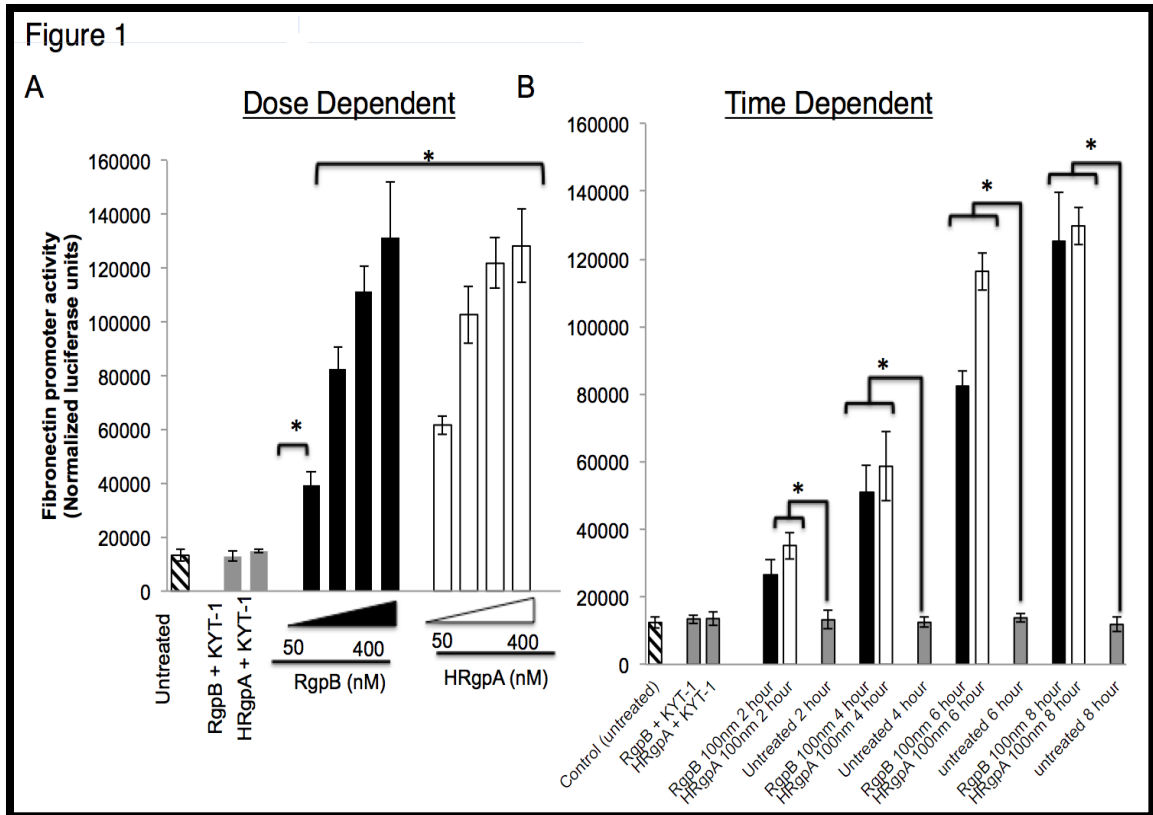 Figure 1
A
Dose Dependent
Fibronectin promoter activity
(Normalized luciferase units)
160000
140000
120000
100000
80000
60000
40000
20000
0
*
*
Untreated
RgpB + KYT-1
HRgpA + KYT-1
50
400
RgpB (nM)
50
400
HRgpA (nM)
B
Time Dependent
160000
140000
120000
100000
80000
60000
40000
20000
0
*
*
*
*
Control (untreated)
RgpB + KYT-1
HRgpA + KYT-1
RgpB 100nm 2 hour
HRgpA 100nm 2 hour
Untreated 2 hour
RgpB 100nm 4 hour
HRgpA 100nm 4 hour
Untreated 4 hour
RgpB 100nm 6 hour
HRgpA 100nm 6 hour
untreated 6 hour
RgpB 100nm 8 hour
HRgpA 100nm 8 hour
untreated 8 hour